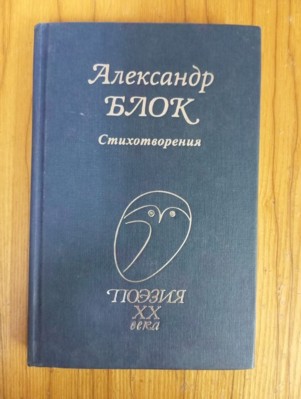 Александр
БЛОК
Стихотворения
ПОЭЗИЯ
XX
века